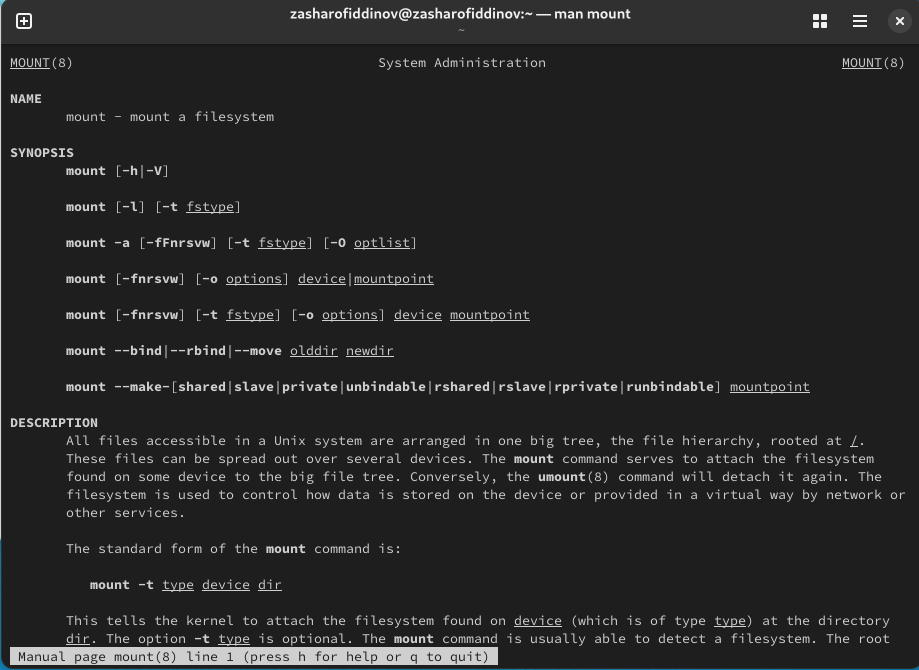 zasharofiddinov@zasharofiddinov:~ — man mount
~
MOUNT(8) System Administration MOUNT(8)
NAME
mount - mount a filesystem
SYNOPSIS
mount [-h|-V]
mount [-l] [-t fstype]
mount -a [-fFnrsvw] [-t fstype] [-O optlist]
mount [-fnrsvw] [-o options] device|mountpoint
mount [-fnrsvw] [-t fstype] [-o options] device mountpoint
mount --bind|--rbind|--move olddir newdir
mount --make-[shared|slave|private|unbindable|rshared|rslave|rprivate|runbindable] mountpoint
DESCRIPTION
All files accessible in a Unix system are arranged in one big tree, the file hierarchy, rooted at /.
These files can be spread out over several devices. The mount command serves to attach the filesystem
found on some device to the big file tree. Conversely, the umount(8) command will detach it again. The
filesystem is used to control how data is stored on the device or provided in a virtual way by network or
other services.
The standard form of the mount command is:
mount -t type device dir
This tells the kernel to attach the filesystem found on device (which is of type type) at the directory
dir. The option -t type is optional. The mount command is usually able to detect a filesystem. The root
Manual page mount(8) line 1 (press h for help or q to quit)